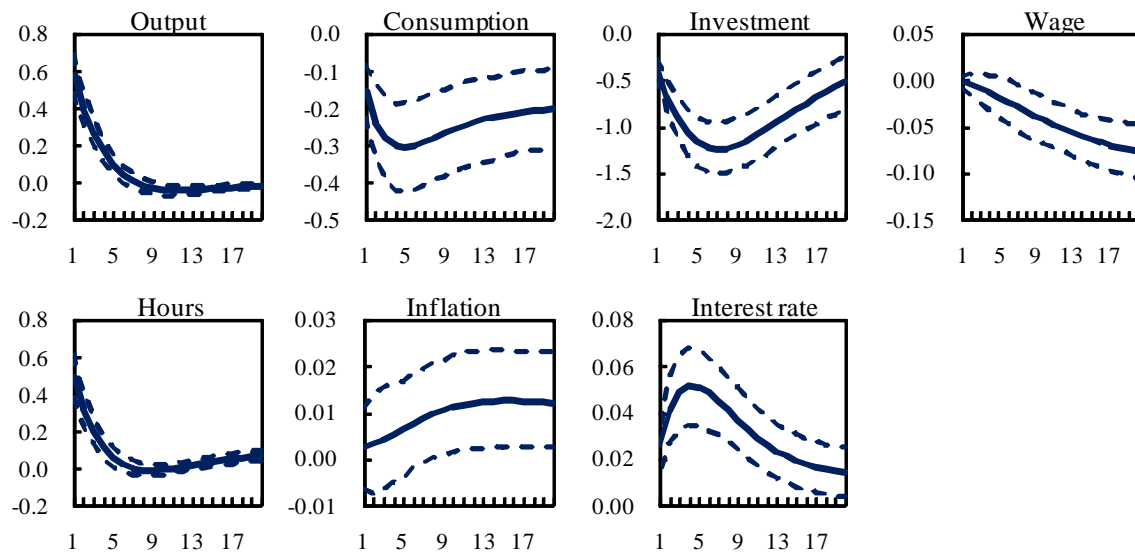 Output
0.8
0.6
0.4
0.2
0.0
-0.2
1 5 9 13 17
Consumption
0.0
-0.1
-0.2
-0.3
-0.4
-0.5
1 5 9 13 17
Investment
0.0
-0.5
-1.0
-1.5
-2.0
1 5 9 13 17
Wage
0.05
0.00
-0.05
-0.10
-0.15
1 5 9 13 17
Hours
0.8
0.6
0.4
0.2
0.0
-0.2
1 5 9 13 17
Inflation
0.03
0.02
0.01
0.00
-0.01
1 5 9 13 17
Interest rate
0.08
0.06
0.04
0.02
0.00
1 5 9 13 17